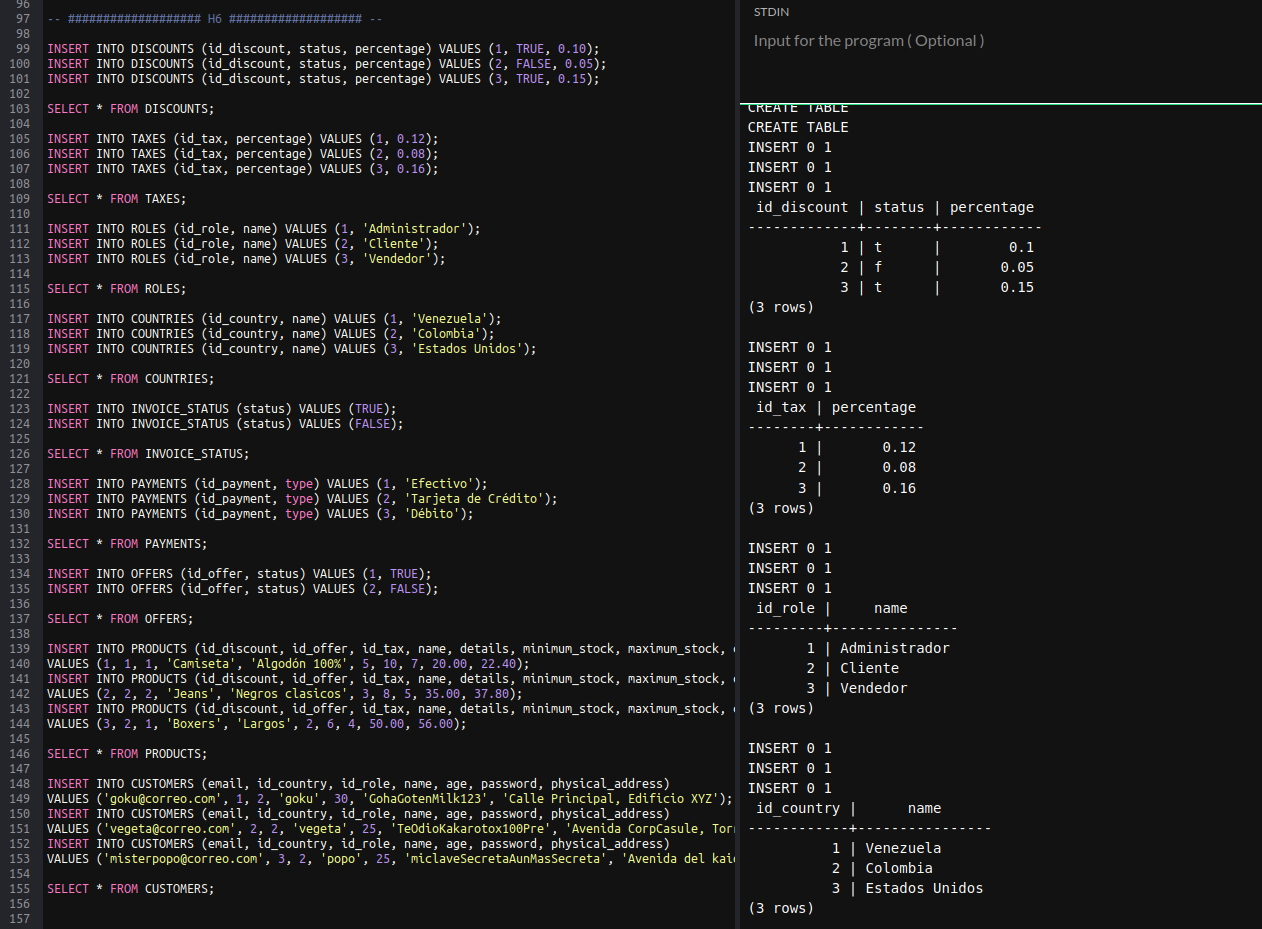 96
97 -- ################### H6 ################### --
98
99 INSERT INTO DISCOUNTS (id_discount, status, percentage) VALUES (1, TRUE, 0.10);
100 INSERT INTO DISCOUNTS (id_discount, status, percentage) VALUES (2, FALSE, 0.05);
101 INSERT INTO DISCOUNTS (id_discount, status, percentage) VALUES (3, TRUE, 0.15);
102
103 SELECT * FROM DISCOUNTS;
104
105 INSERT INTO TAXES (id_tax, percentage) VALUES (1, 0.12);
106 INSERT INTO TAXES (id_tax, percentage) VALUES (2, 0.08);
107 INSERT INTO TAXES (id_tax, percentage) VALUES (3, 0.16);
108
109 SELECT * FROM TAXES;
110
111 INSERT INTO ROLES (id_role, name) VALUES (1, 'Administrador');
112 INSERT INTO ROLES (id_role, name) VALUES (2, 'Cliente');
113 INSERT INTO ROLES (id_role, name) VALUES (3, 'Vendedor');
114
115 SELECT * FROM ROLES;
116
117 INSERT INTO COUNTRIES (id_country, name) VALUES (1, 'Venezuela');
118 INSERT INTO COUNTRIES (id_country, name) VALUES (2, 'Colombia');
119 INSERT INTO COUNTRIES (id_country, name) VALUES (3, 'Estados Unidos');
120
121 SELECT * FROM COUNTRIES;
122
123 INSERT INTO INVOICE_STATUS (status) VALUES (TRUE);
124 INSERT INTO INVOICE_STATUS (status) VALUES (FALSE);
125
126 SELECT * FROM INVOICE_STATUS;
127
128 INSERT INTO PAYMENTS (id_payment, type) VALUES (1, 'Efectivo');
129 INSERT INTO PAYMENTS (id_payment, type) VALUES (2, 'Tarjeta de Crédito');
130 INSERT INTO PAYMENTS (id_payment, type) VALUES (3, 'Débito');
131
132 SELECT * FROM PAYMENTS;
133
134 INSERT INTO OFFERS (id_offer, status) VALUES (1, TRUE);
135 INSERT INTO OFFERS (id_offer, status) VALUES (2, FALSE);
136
137 SELECT * FROM OFFERS;
138
139 INSERT INTO PRODUCTS (id_discount, id_offer, id_tax, name, details, minimum_stock, maximum_stock,
140 VALUES (1, 1, 1, 'Camiseta', 'Algodón 100%', 5, 10, 7, 20.00, 22.40);
141 INSERT INTO PRODUCTS (id_discount, id_offer, id_tax, name, details, minimum_stock, maximum_stock,
142 VALUES (2, 2, 2, 'Jeans', 'Negros clasicos', 3, 8, 5, 35.00, 37.80);
143 INSERT INTO PRODUCTS (id_discount, id_offer, id_tax, name, details, minimum_stock, maximum_stock,
144 VALUES (3, 2, 1, 'Boxers', 'Largos', 2, 6, 4, 50.00, 56.00);
145
146 SELECT * FROM PRODUCTS;
147
148 INSERT INTO CUSTOMERS (email, id_country, id_role, name, age, password, physical_address)
149 VALUES ('goku@correo.com', 1, 2, 'goku', 30, 'GohaGotenMilk123', 'Calle Principal, Edificio XYZ');
150 INSERT INTO CUSTOMERS (email, id_country, id_role, name, age, password, physical_address)
151 VALUES ('vegeta@correo.com', 2, 2, 'vegeta', 25, 'TeOdioKakarotox100Pre', 'Avenida CorpCasule,
152 INSERT INTO CUSTOMERS (email, id_country, id_role, name, age, password, physical_address)
153 VALUES ('misterpopo@correo.com', 3, 2, 'popo', 25, 'miclaveSecretaAunMasSecreta', 'Avenida del
154
155 SELECT * FROM CUSTOMERS;
156
157
STDIN
Input for the program ( Optional )
CREATE TABLE
CREATE TABLE
INSERT 0 1
INSERT 0 1
INSERT 0 1
id_discount | status | percentage
-------------+--------+------------
1 | t | 0.1
2 | f | 0.05
3 | t | 0.15
(3 rows)
INSERT 0 1
INSERT 0 1
INSERT 0 1
id_tax | percentage
--------+------------
1 | 0.12
2 | 0.08
3 | 0.16
(3 rows)
INSERT 0 1
INSERT 0 1
INSERT 0 1
id_role | name
---------+---------------
1 | Administrador
2 | Cliente
3 | Vendedor
(3 rows)
INSERT 0 1
INSERT 0 1
INSERT 0 1
id_country | name
------------+----------------
1 | Venezuela
2 | Colombia
3 | Estados Unidos
(3 rows)